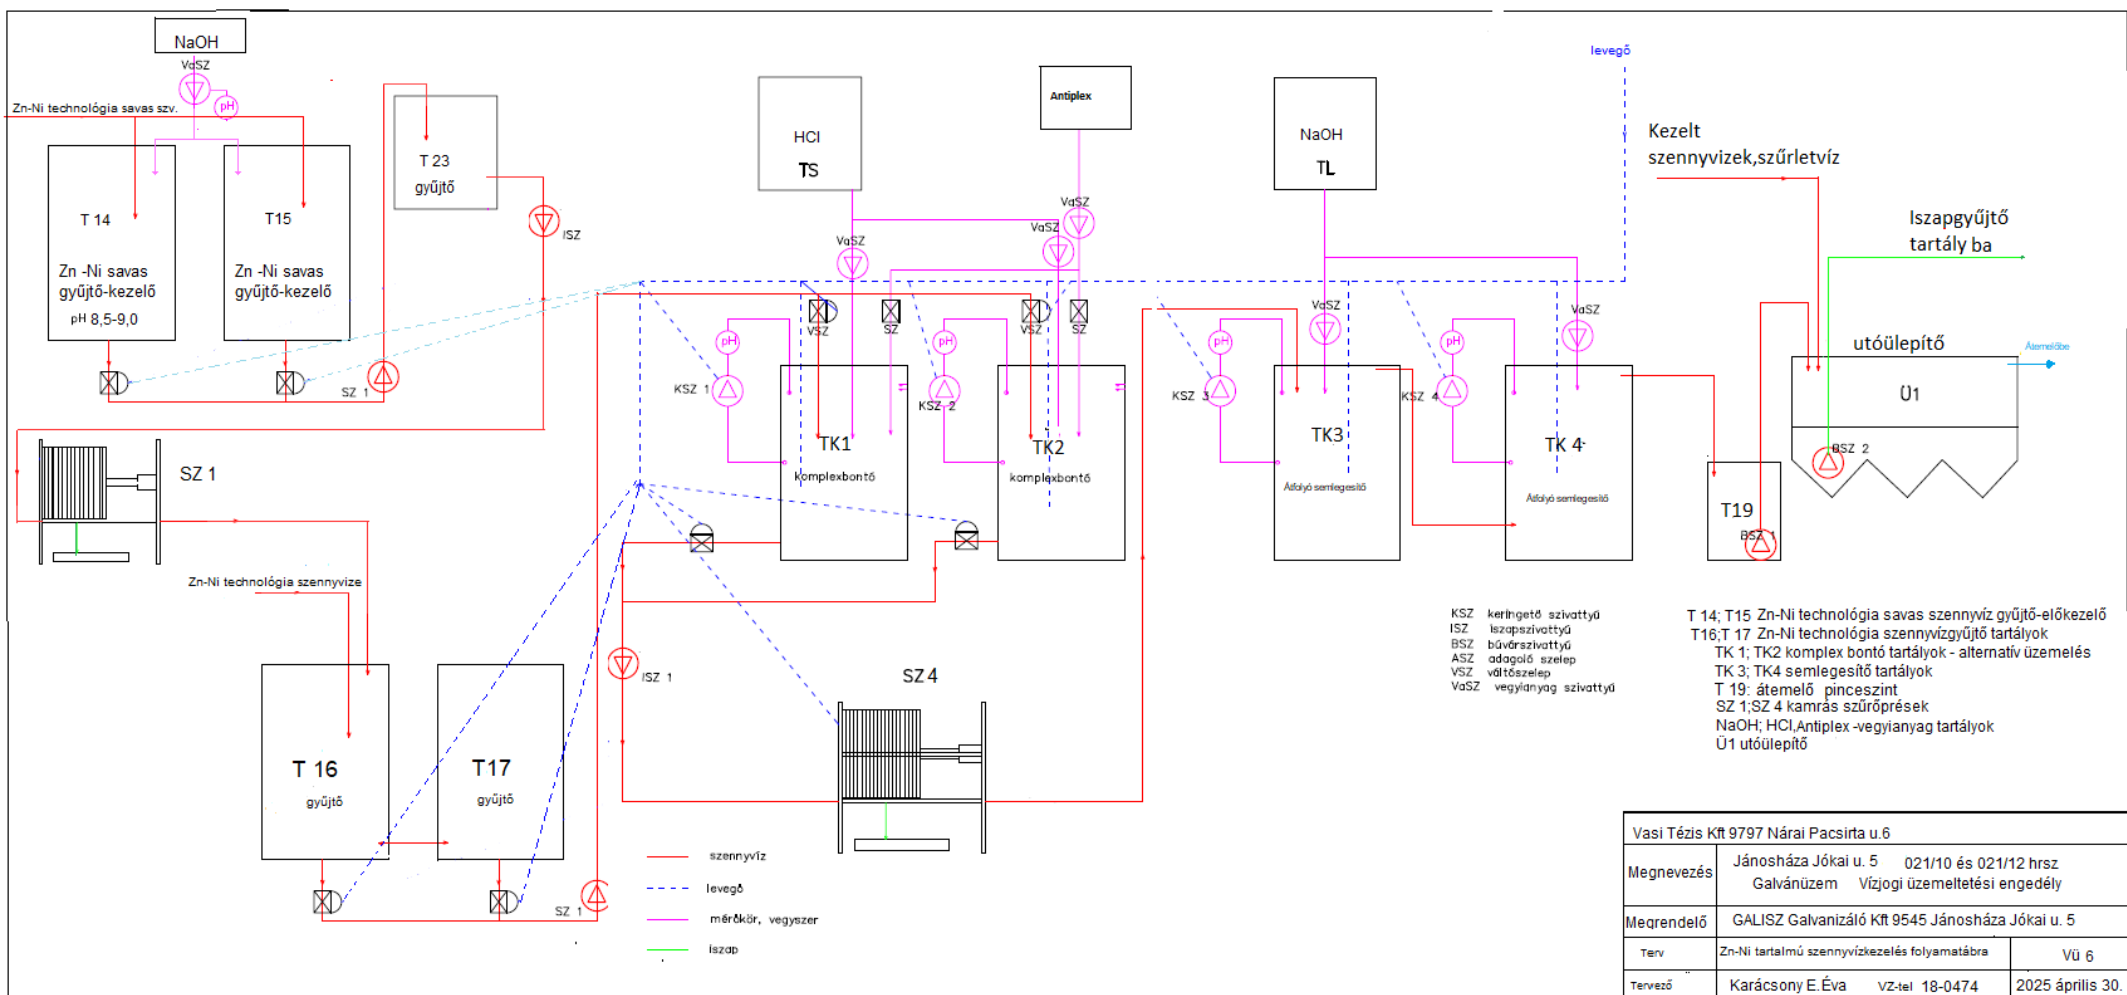 NaOH
VaSZ
pH
Zn-Ni technológia savas szv.
T 14
Zn -Ni savas
gyűjtő-kezelő
pH 8,5-9,0
T15
Zn -Ni savas
gyűjtő-kezelő
SZ 1
T 23
gyűjtő
ISZ
SZ 1
Zn-Ni technológia szennyvize
T 16
gyűjtő
T17
gyűjtő
SZ 1
HCl
TS
Antiplex
NaOH
TL
levegő
VaSZ
VaSZ
VaSZ
VaSZ
VaSZ
VSZ
SZ
VSZ
SZ
pH
KSZ 1
pH
KSZ 2
pH
KSZ 3
pH
KSZ 4
TK1
komplexbontó
TK2
komplexbontó
TK3
Átfolyó semlegesítő
TK 4
Átfolyó semlegesítő
ISZ 1
SZ 4
T19
BSZ 1
Kezelt
szennyvizek,szűrletvíz
Iszapgyűjtő
tartály ba
utóülepítő
Átemelőbe
Ü1
BSZ 2
szennyvíz
levegő
mérőkör, vegyszer
iszap
KSZ keringető szivattyú
ISZ iszapszivattyú
BSZ búvárszivattyú
ASZ adagoló szelep
VSZ váltószelep
VaSZ vegyianyag szivattyú
T 14; T15 Zn-Ni technológia savas szennyvíz gyűjtő-előkezelő
T16;T 17 Zn-Ni technológia szennyvízgyűjtő tartályok
TK 1; TK2 komplex bontó tartályok - alternatív üzemelés
TK 3; TK4 semlegesítő tartályok
T 19: átemelő pinceszint
SZ 1;SZ 4 kamrás szűrőprések
NaOH; HCl,Antiplex -vegyianyag tartályok
Ü1 utóülepítő
Vasi Tézis Kft 9797 Nárai Pacsirta u.6
Megnevezés
Jánosháza Jókai u. 5 021/10 és 021/12 hrsz
Galvánüzem Vízjogi üzemeltetési engedély
Megrendelő
GALISZ Galvanizáló Kft 9545 Jánosháza Jókai u. 5
Terv
Zn-Ni tartalmú szennyvízkezelés folyamatábra
Vü 6
Tervező
Karácsony E.Éva VZ-tel 18-0474
2025 április 30.